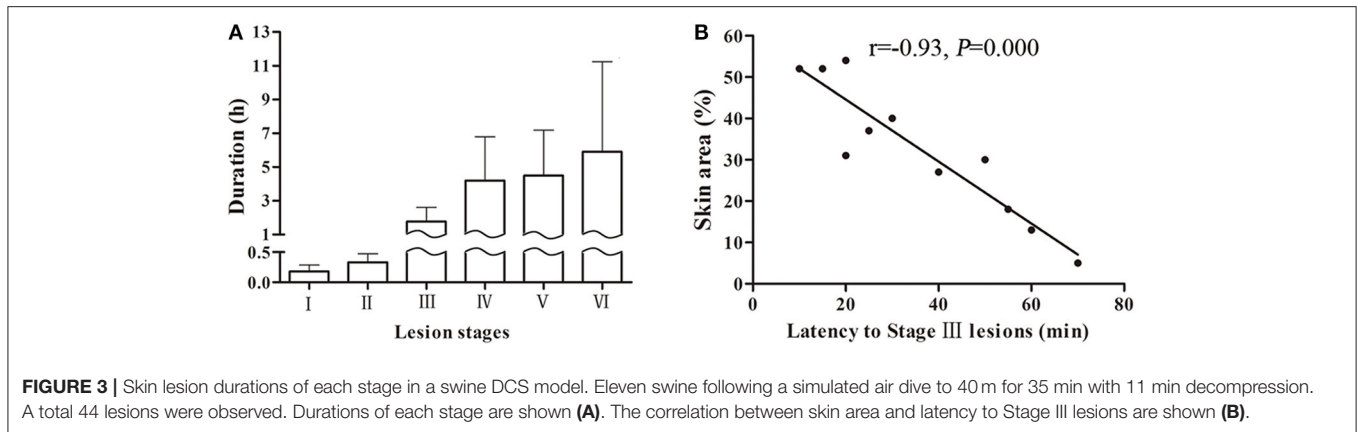 A
13
11
9
7
5
3
1
0.5
0.0
Duration (h)
I II III IV V VI
Lesion stages
B
r=-0.93, P=0.000
60
50
40
30
20
10
0
Skin area (%)
0 20 40 60 80
Latency to Stage III lesions (min)
FIGURE 3 | Skin lesion durations of each stage in a swine DCS model. Eleven swine following a simulated air dive to 40 m for 35 min with 11 min decompression.
A total 44 lesions were observed. Durations of each stage are shown (A). The correlation between skin area and latency to Stage III lesions are shown (B).